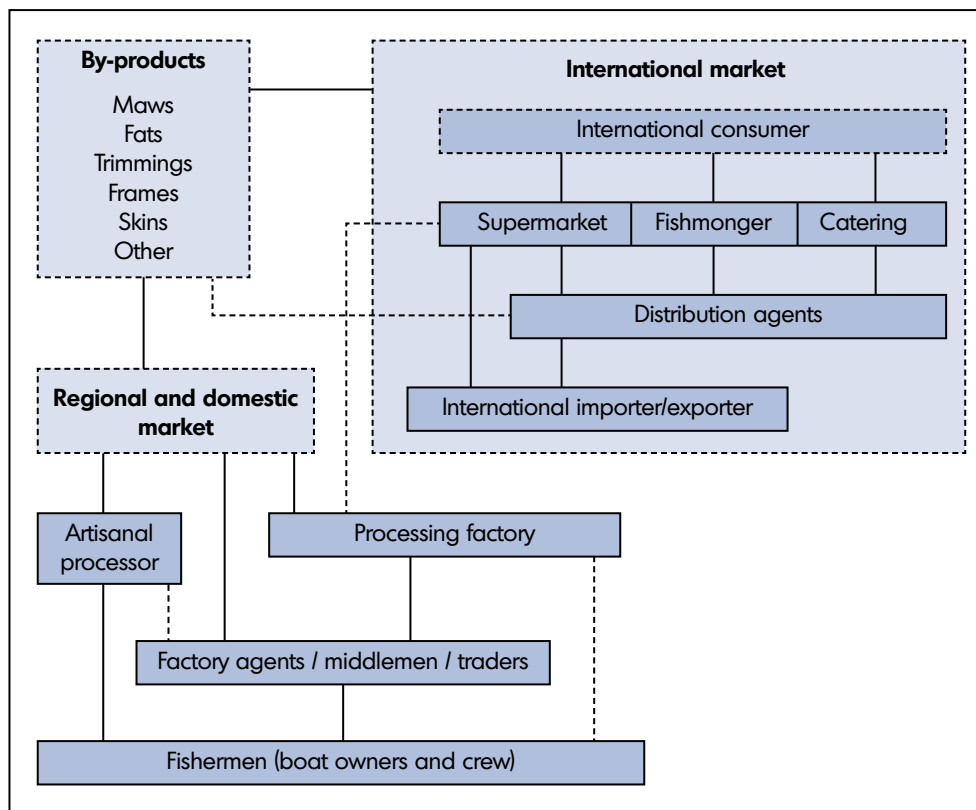 By-products
Maws
Fats
Trimmings
Frames
Skins
Other
International market
International consumer
Supermarket
Fishmonger
Catering
Distribution agents
International importer/exporter
Regional and domestic
market
Artisanal
processor
Processing factory
Factory agents / middlemen / traders
Fishermen (boat owners and crew)